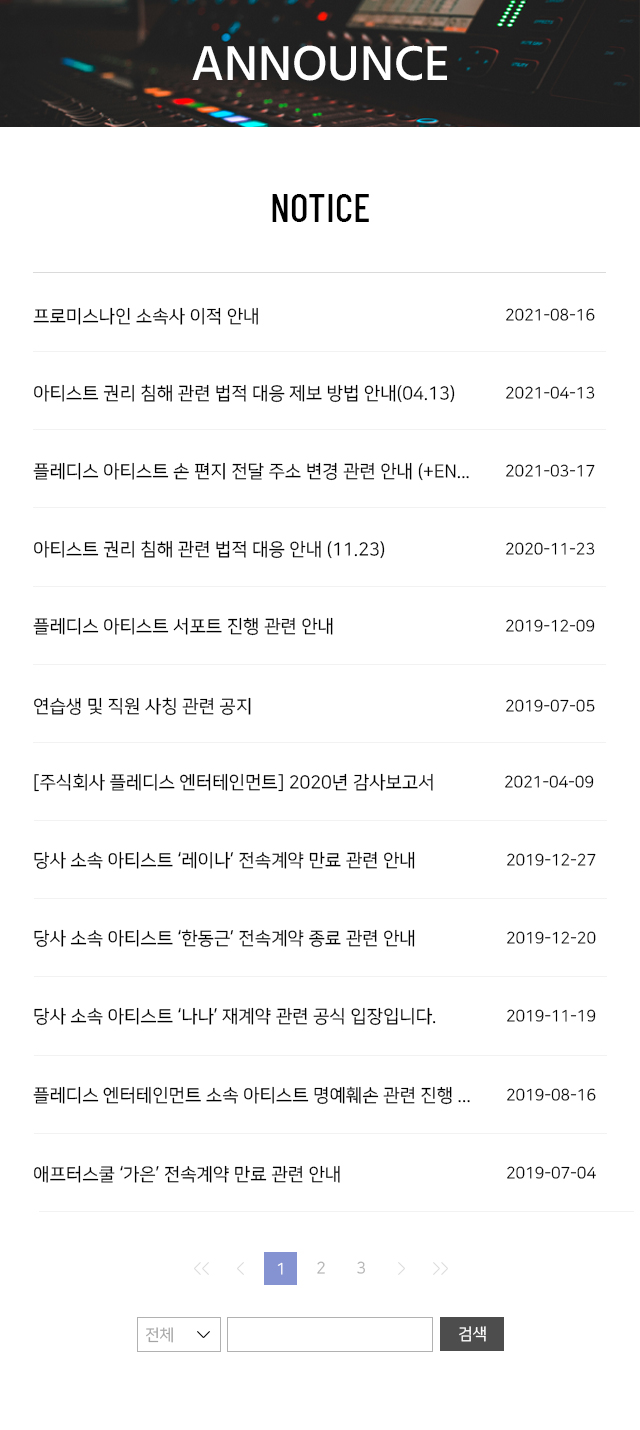 ANNOUNCE
NOTICE
프로미스나인 소속사 이적 안내 2021-08-16
아티스트 권리 침해 관련 법적 대응 제보 방법 안내(04.13) 2021-04-13
플레디스 아티스트 손 편지 전달 주소 변경 관련 안내 (+EN... 2021-03-17
아티스트 권리 침해 관련 법적 대응 안내 (11.23) 2020-11-23
플레디스 아티스트 서포트 진행 관련 안내 2019-12-09
연습생 및 직원 사칭 관련 공지 2019-07-05
[주식회사 플레디스 엔터테인먼트] 2020년 감사보고서 2021-04-09
당사 소속 아티스트 ‘레이나’ 전속계약 만료 관련 안내 2019-12-27
당사 소속 아티스트 ‘한동근’ 전속계약 종료 관련 안내 2019-12-20
당사 소속 아티스트 ‘나나’ 재계약 관련 공식 입장입니다. 2019-11-19
플레디스 엔터테인먼트 소속 아티스트 명예훼손 관련 진행 ... 2019-08-16
애프터스쿨 ‘가은’ 전속계약 만료 관련 안내 2019-07-04
<< < 1 2 3 > >>
전체 검색